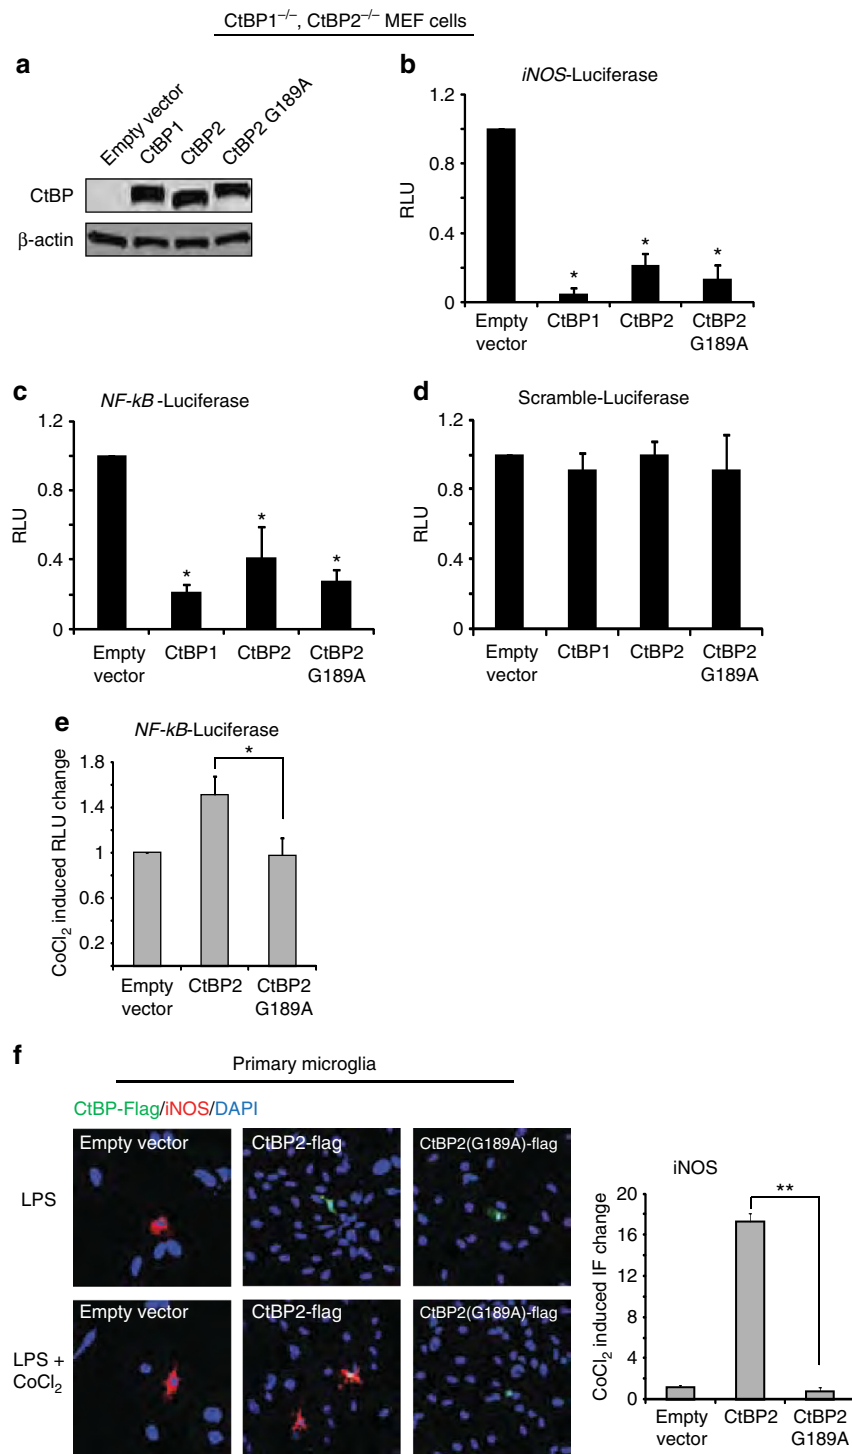 CtBP1–/–, CtBP2–/– MEF cells
a
Empty vector
CtBP1
CtBP2
CtBP2 G189A
CtBP
β-actin
b
iNOS-Luciferase
RLU
1.2
0.8
0.4
0
*
*
*
Empty vector
CtBP1
CtBP2
CtBP2 G189A
c
NF-kB -Luciferase
RLU
1.2
0.8
0.4
0
*
*
*
Empty vector
CtBP1
CtBP2
CtBP2 G189A
d
Scramble-Luciferase
RLU
1.2
0.8
0.4
0
Empty vector
CtBP1
CtBP2
CtBP2 G189A
e
NF-kB-Luciferase
CoCl2 induced RLU change
1.8
1.4
1
0.6
0.2
*
Empty vector
CtBP2
CtBP2 G189A
f
Primary microglia
CtBP-Flag/iNOS/DAPI
LPS
Empty vector
CtBP2-flag
CtBP2(G189A)-flag
LPS + CoCl2
Empty vector
CtBP2-flag
CtBP2(G189A)-flag
iNOS
CoCl2 induced IF change
20
16
12
8
4
0
**
Empty vector
CtBP2
CtBP2 G189A